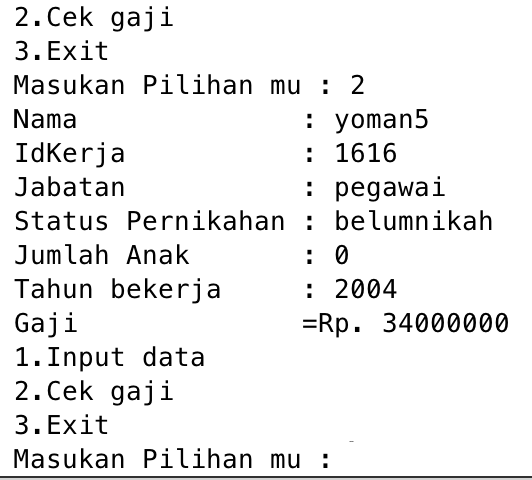 2.Cek gaji
3.Exit
Masukan Pilihan mu : 2
Nama              : yoman5
IdKerja           : 1616
Jabatan           : pegawai
Status Pernikahan : belumnikah
Jumlah Anak       : 0
Tahun bekerja     : 2004
Gaji              =Rp. 34000000
1.Input data
2.Cek gaji
3.Exit
Masukan Pilihan mu :